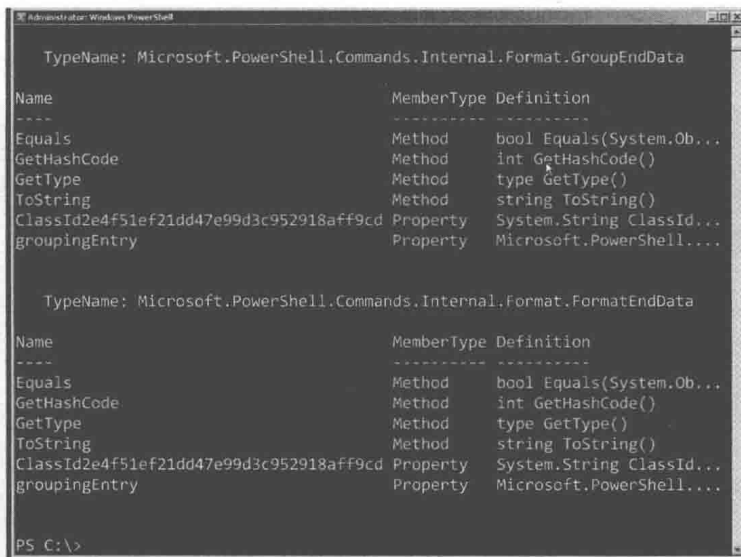 Administrator: Windows PowerShell
TypeName: Microsoft.PowerShell.Commands.Internal.Format.GroupEndData
Name MemberType Definition
---- ---------- ----------
Equals Method bool Equals(System.Ob...
GetHashCode Method int GetHashCode()
GetType Method type GetType()
ToString Method string ToString()
ClassId2e4f51ef21dd47e99d3c952918aff9cd Property System.String ClassId...
groupingEntry Property Microsoft.PowerShell....
TypeName: Microsoft.PowerShell.Commands.Internal.Format.FormatEndData
Name MemberType Definition
---- ---------- ----------
Equals Method bool Equals(System.Ob...
GetHashCode Method int GetHashCode()
GetType Method type GetType()
ToString Method string ToString()
ClassId2e4f51ef21dd47e99d3c952918aff9cd Property System.String ClassId...
groupingEntry Property Microsoft.PowerShell....
PS C:\>